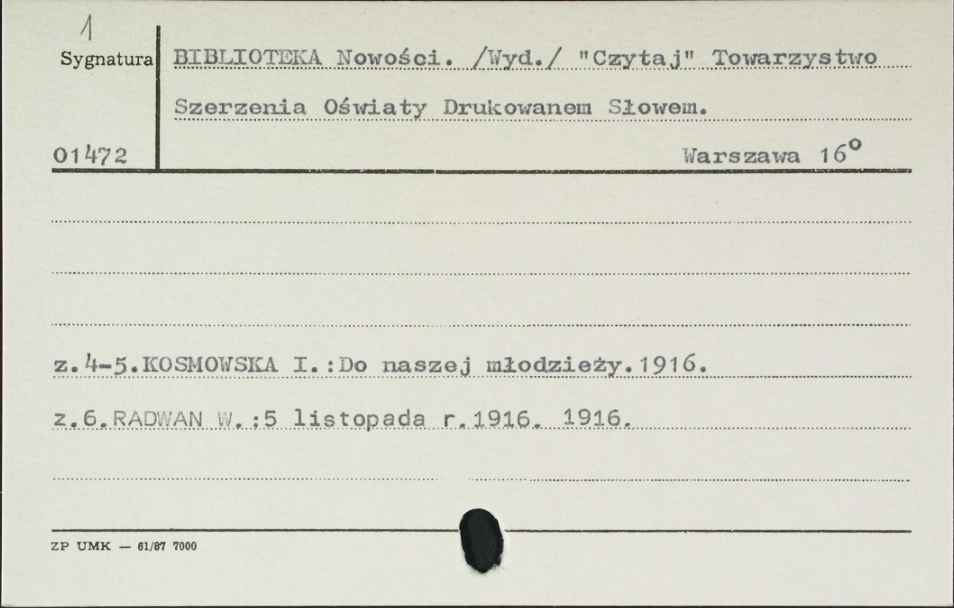 1
Sygnatura
BIBLIOTEKA Nowości. /Wyd./ "Czytaj" Towarzystwo
Szerzenia Oświaty Drukowanem Słowem.
01472
Warszawa 16°
z.4-5.KOSMOWSKA I.:Do naszej młodzieży.1916.
z.6.RADWAN W.:5 listopada r.1916. 1916.
ZP UMK — 61/87 7000